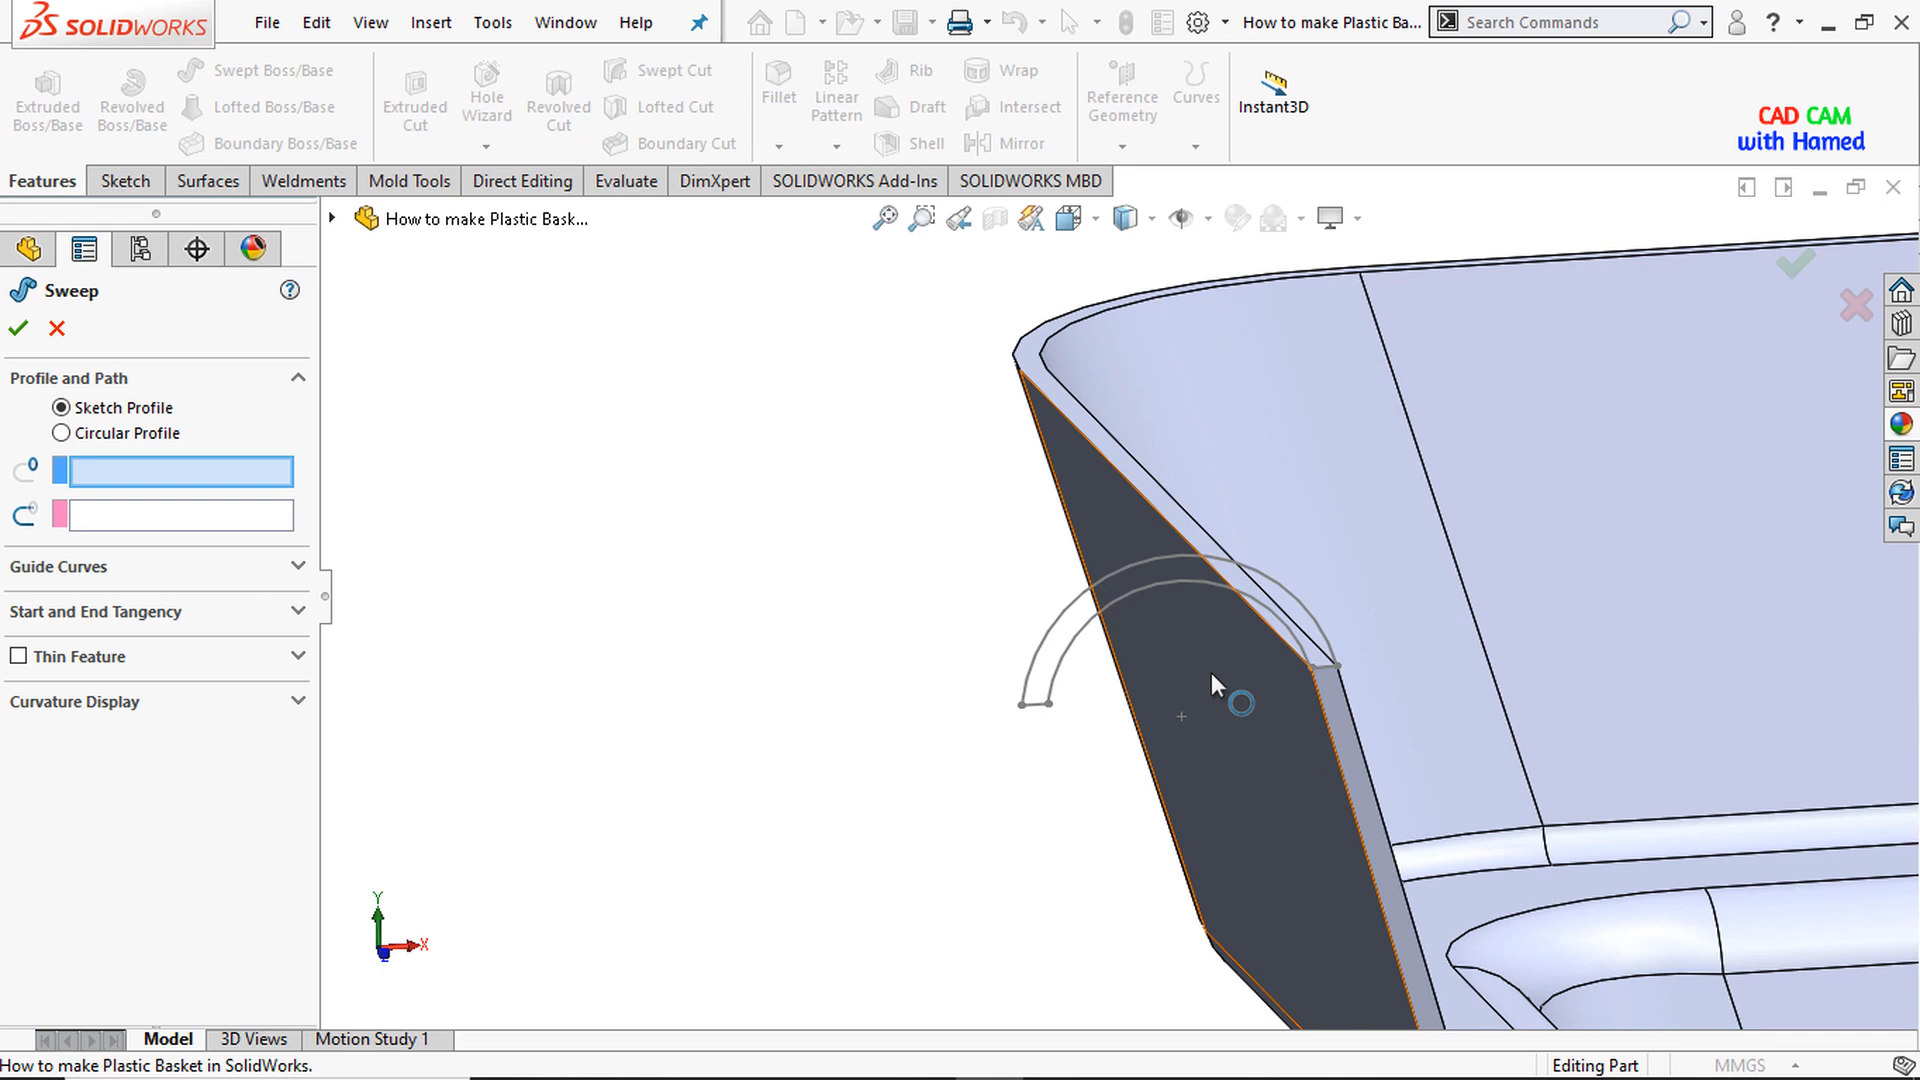 SOLIDWORKS File Edit View Insert Tools Window Help How to make Plastic Ba... Search Commands ?
Extruded Boss/Base
Revolved Boss/Base
Swept Boss/Base
Lofted Boss/Base
Boundary Boss/Base
Extruded Cut
Hole Wizard
Revolved Cut
Swept Cut
Lofted Cut
Boundary Cut
Fillet
Linear Pattern
Rib
Draft
Shell
Wrap
Intersect
Mirror
Reference Geometry
Curves
Instant3D
CAD CAM
with Hamed
Features Sketch Surfaces Weldments Mold Tools Direct Editing Evaluate DimXpert SOLIDWORKS Add-Ins SOLIDWORKS MBD
How to make Plastic Bask...
Sweep
Profile and Path
Sketch Profile
Circular Profile
Guide Curves
Start and End Tangency
Thin Feature
Curvature Display
Y
X
Z
Model 3D Views Motion Study 1
How to make Plastic Basket in SolidWorks. Editing Part MMGS